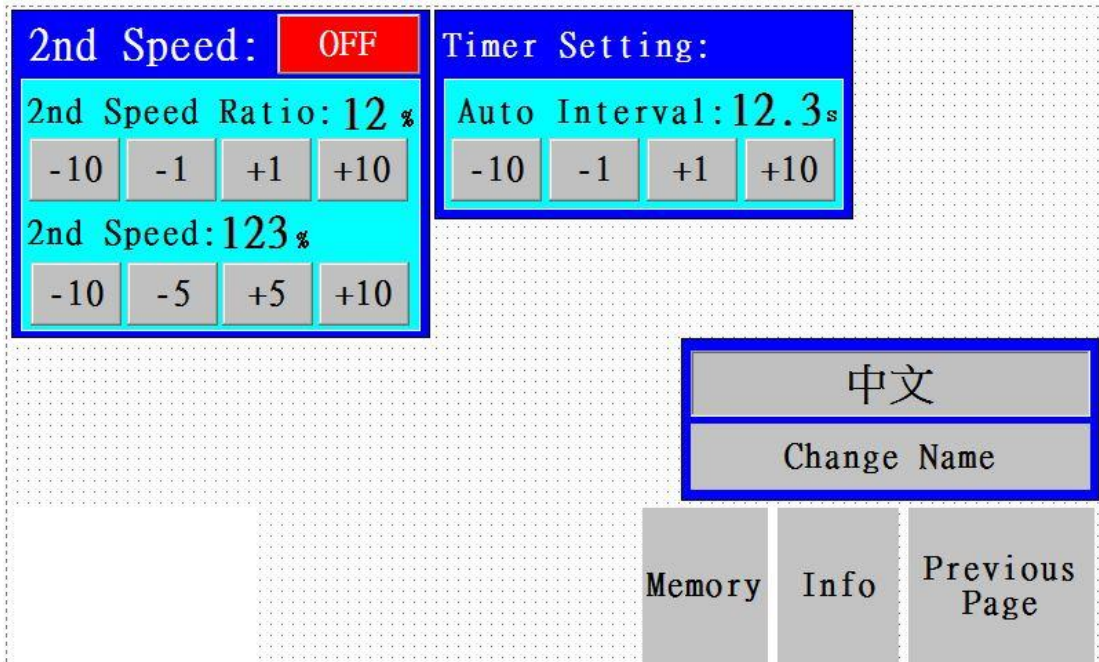 2nd Speed: OFF
2nd Speed Ratio: 12 %
-10 -1 +1 +10
2nd Speed: 123 %
-10 -5 +5 +10
Timer Setting:
Auto Interval: 12.3 s
-10 -1 +1 +10
中文
Change Name
Memory
Info
Previous
Page